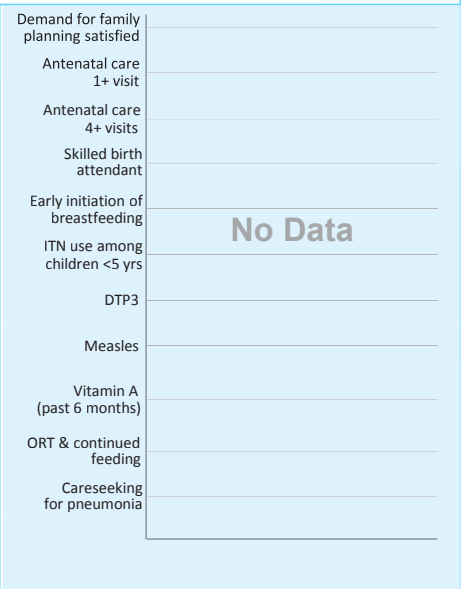 Demand for family
planning satisfied
Antenatal care
1+ visit
Antenatal care
4+ visits
Skilled birth
attendant
Early initiation of
breastfeeding
No Data
ITN use among
children <5 yrs
DTP3
Measles
Vitamin A
(past 6 months)
ORT & continued
feeding
Careseeking
for pneumonia